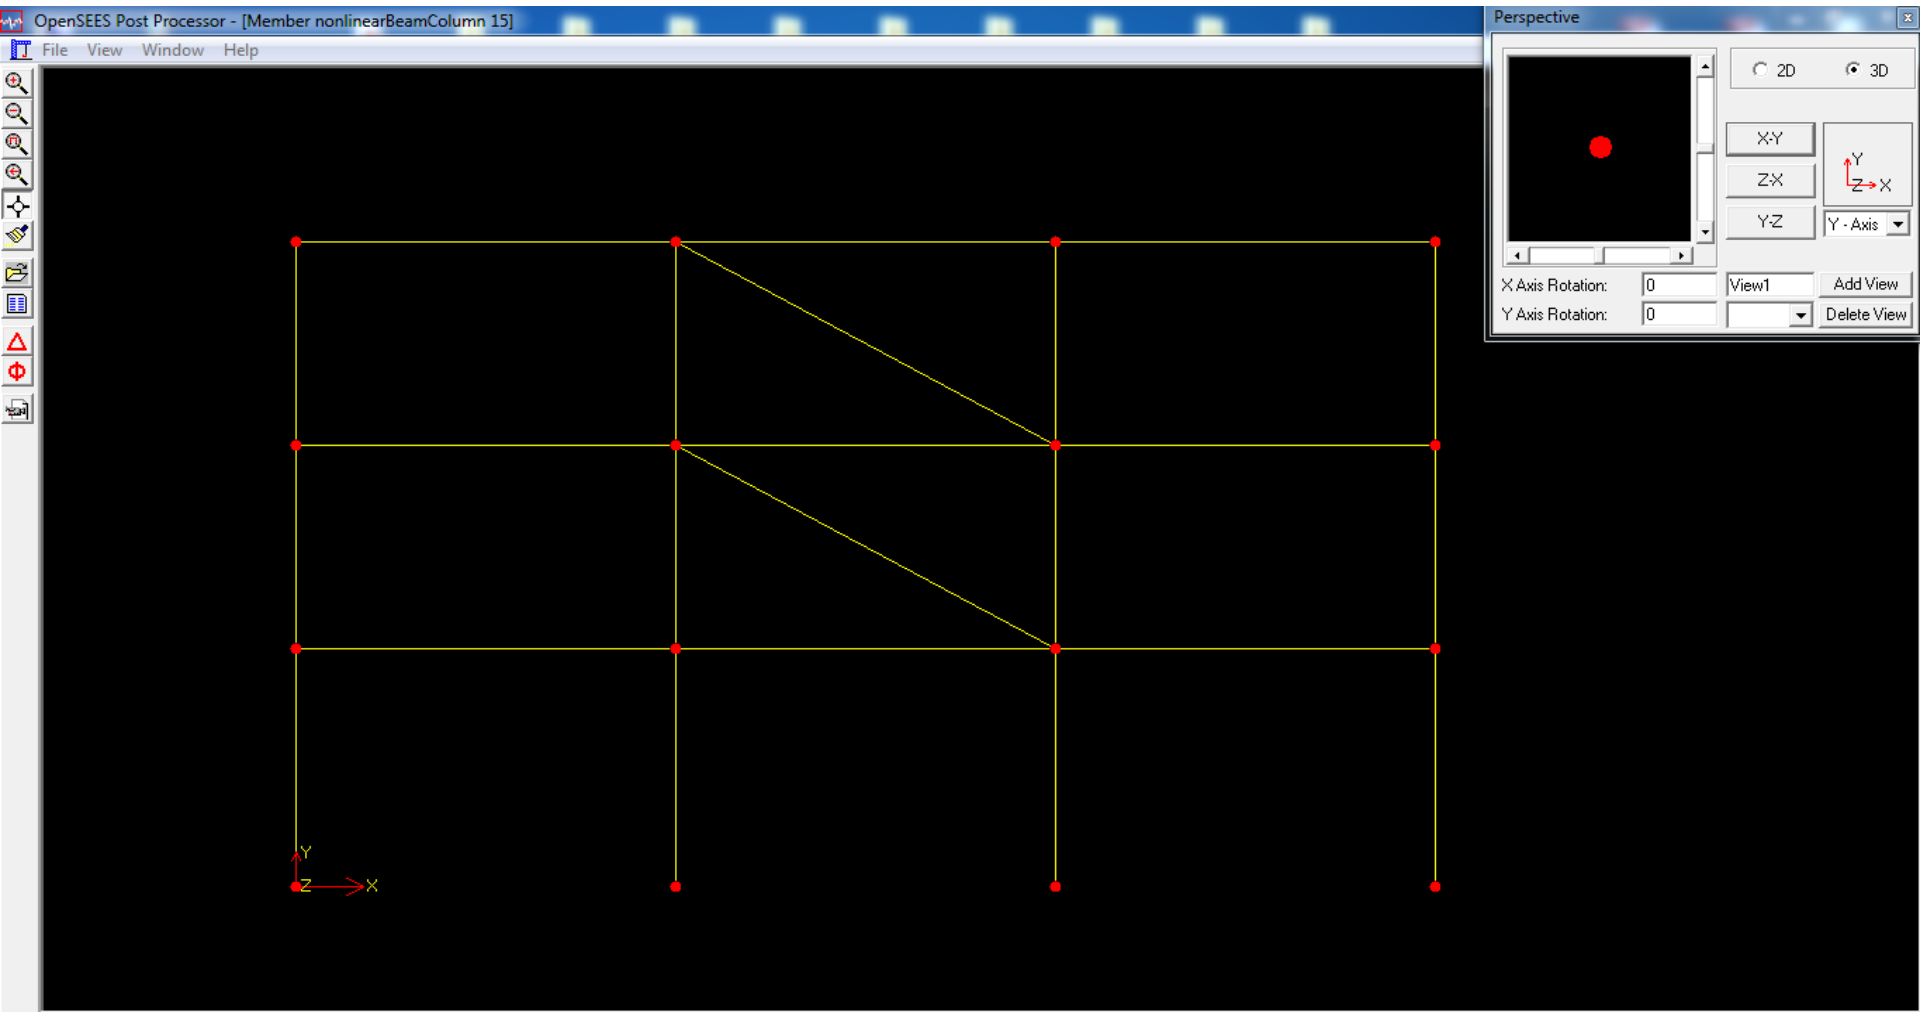 OpenSEES Post Processor - [Member nonlinearBeamColumn 15]
File View Window Help
Perspective
2D 3D
X-Y
Z-X
Y-Z
Y
Z X
Y - Axis
X Axis Rotation: 0 View1 Add View
Y Axis Rotation: 0 Delete View
Y
Z X